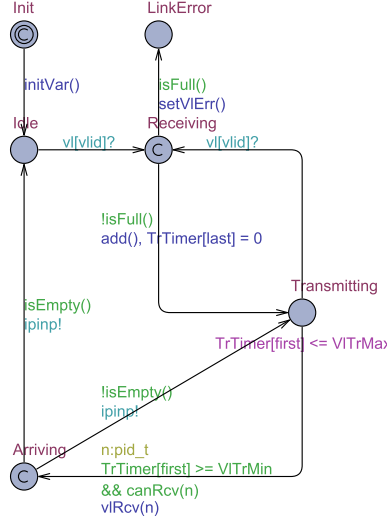 Init
LinkError
C
initVar()
isFull()
setVlErr()
Idle
Receiving
vl[vlid]?
C
vl[vlid]?
!isFull()
add(), TrTimer[last] = 0
Transmitting
isEmpty()
ipinp!
TrTimer[first] <= VlTrMax
!isEmpty()
ipinp!
Arriving
n:pid_t
C
TrTimer[first] >= VlTrMin
&& canRcv(n)
vlRcv(n)